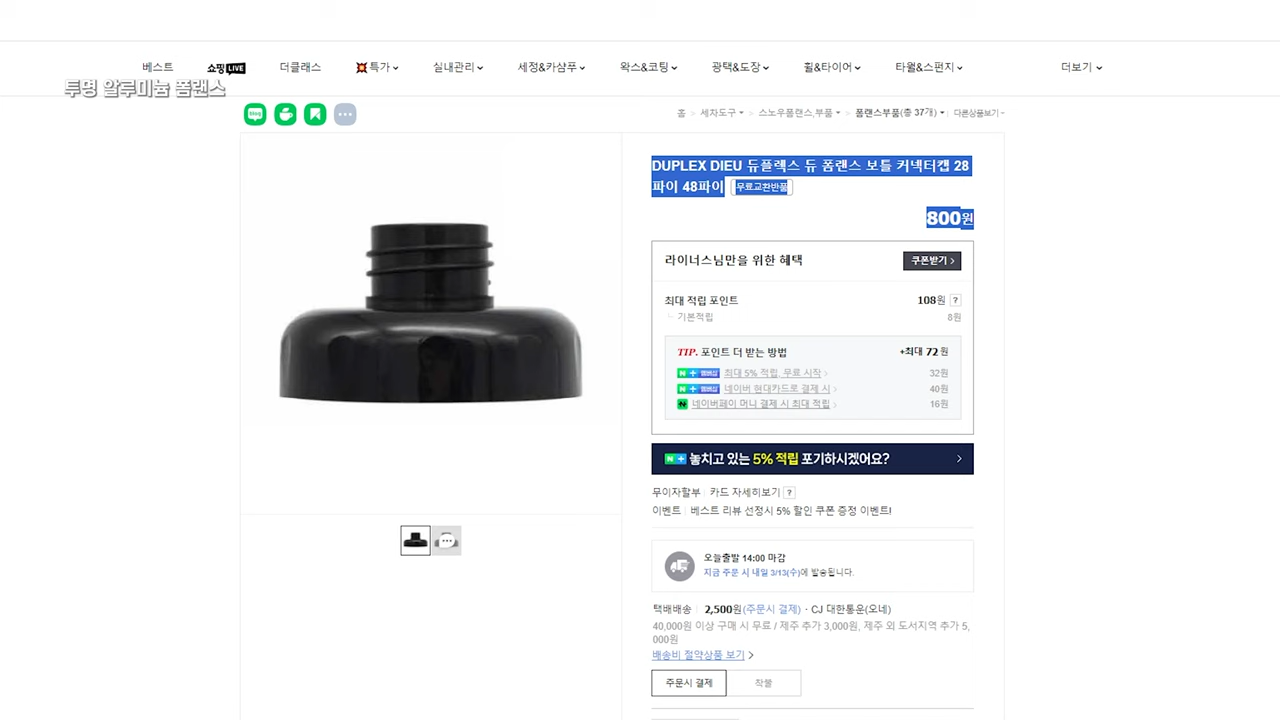 베스트 쇼핑LIVE 더클래스 특가 실내관리 세정&카샴푸 왁스&코팅 광택&도장 휠&타이어 타월&스펀지 더보기
투명 알루미늄 폼랜스
blog
홈 > 세차도구 > 스노우폼랜스,부품 > 폼랜스부품(총 37개) 다른상품보기
DUPLEX DIEU 듀플렉스 듀 폼랜스 보틀 커넥터캡 28
파이 48파이 무료교환반품
800원
라이너스님만을 위한 혜택 쿠폰받기 >
최대 적립 포인트 108원 ?
기본적립 8원
TIP. 포인트 더 받는 방법 +최대 72원
N+ 멤버십 최대 5% 적립, 무료 시작 > 32원
N+ 멤버십 네이버 현대카드로 결제 시 > 40원
N 네이버페이 머니 결제 시 최대 적립 > 16원
N+ 놓치고 있는 5% 적립 포기하시겠어요? >
무이자할부 카드 자세히보기 ?
이벤트 베스트 리뷰 선정시 5% 할인 쿠폰 증정 이벤트!
오늘출발 14:00 마감
지금 주문 시 내일 3/13(수)에 발송됩니다.
택배배송 2,500원(주문시 결제) · CJ 대한통운(오네)
40,000원 이상 구매 시 무료 / 제주 추가 3,000원, 제주 외 도서지역 추가 5,
000원
배송비 절약상품 보기 >
주문시 결제 착불